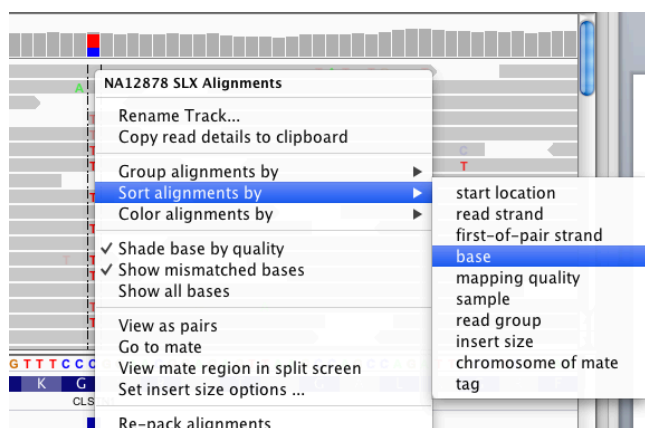 A
NA12878 SLX Alignments
Rename Track...
Copy read details to clipboard
Group alignments by
Sort alignments by
Color alignments by
✓ Shade base by quality
✓ Show mismatched bases
Show all bases
View as pairs
Go to mate
View mate region in split screen
Set insert size options ...
Re-pack alignments
C
T
start location
read strand
first-of-pair strand
base
mapping quality
sample
read group
insert size
chromosome of mate
tag
T T
G T T T C C C
K G